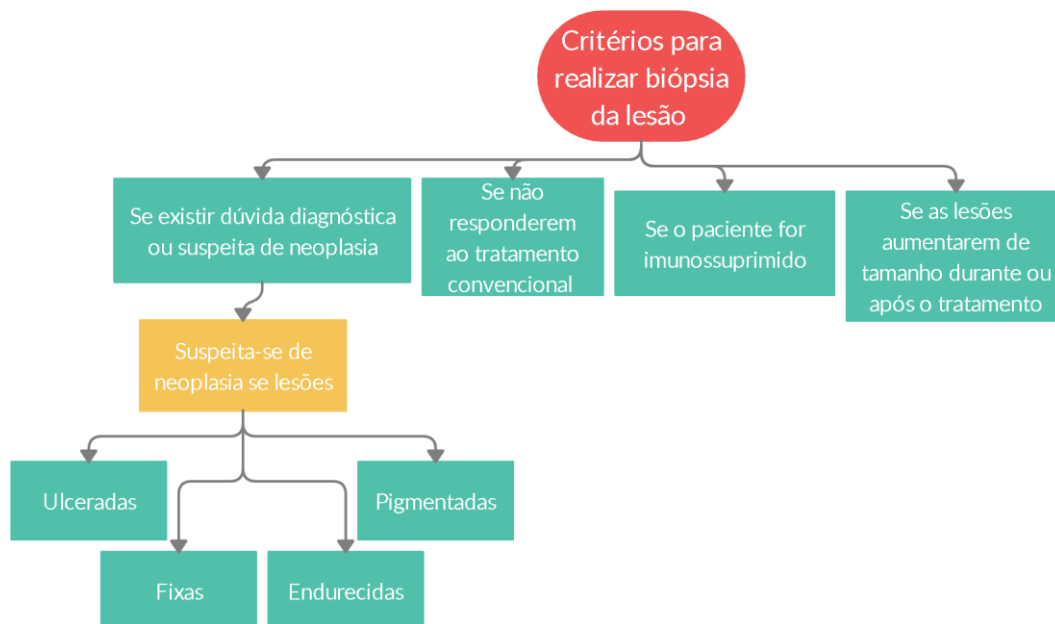 Critérios para
realizar biópsia
da lesão
Se existir dúvida diagnóstica
ou suspeita de neoplasia
Se não
responderem
ao tratamento
convencional
Se o paciente for
imunossuprimido
Se as lesões
aumentarem de
tamanho durante ou
após o tratamento
Suspeita-se de
neoplasia se lesões
Ulceradas
Pigmentadas
Fixas
Endurecidas